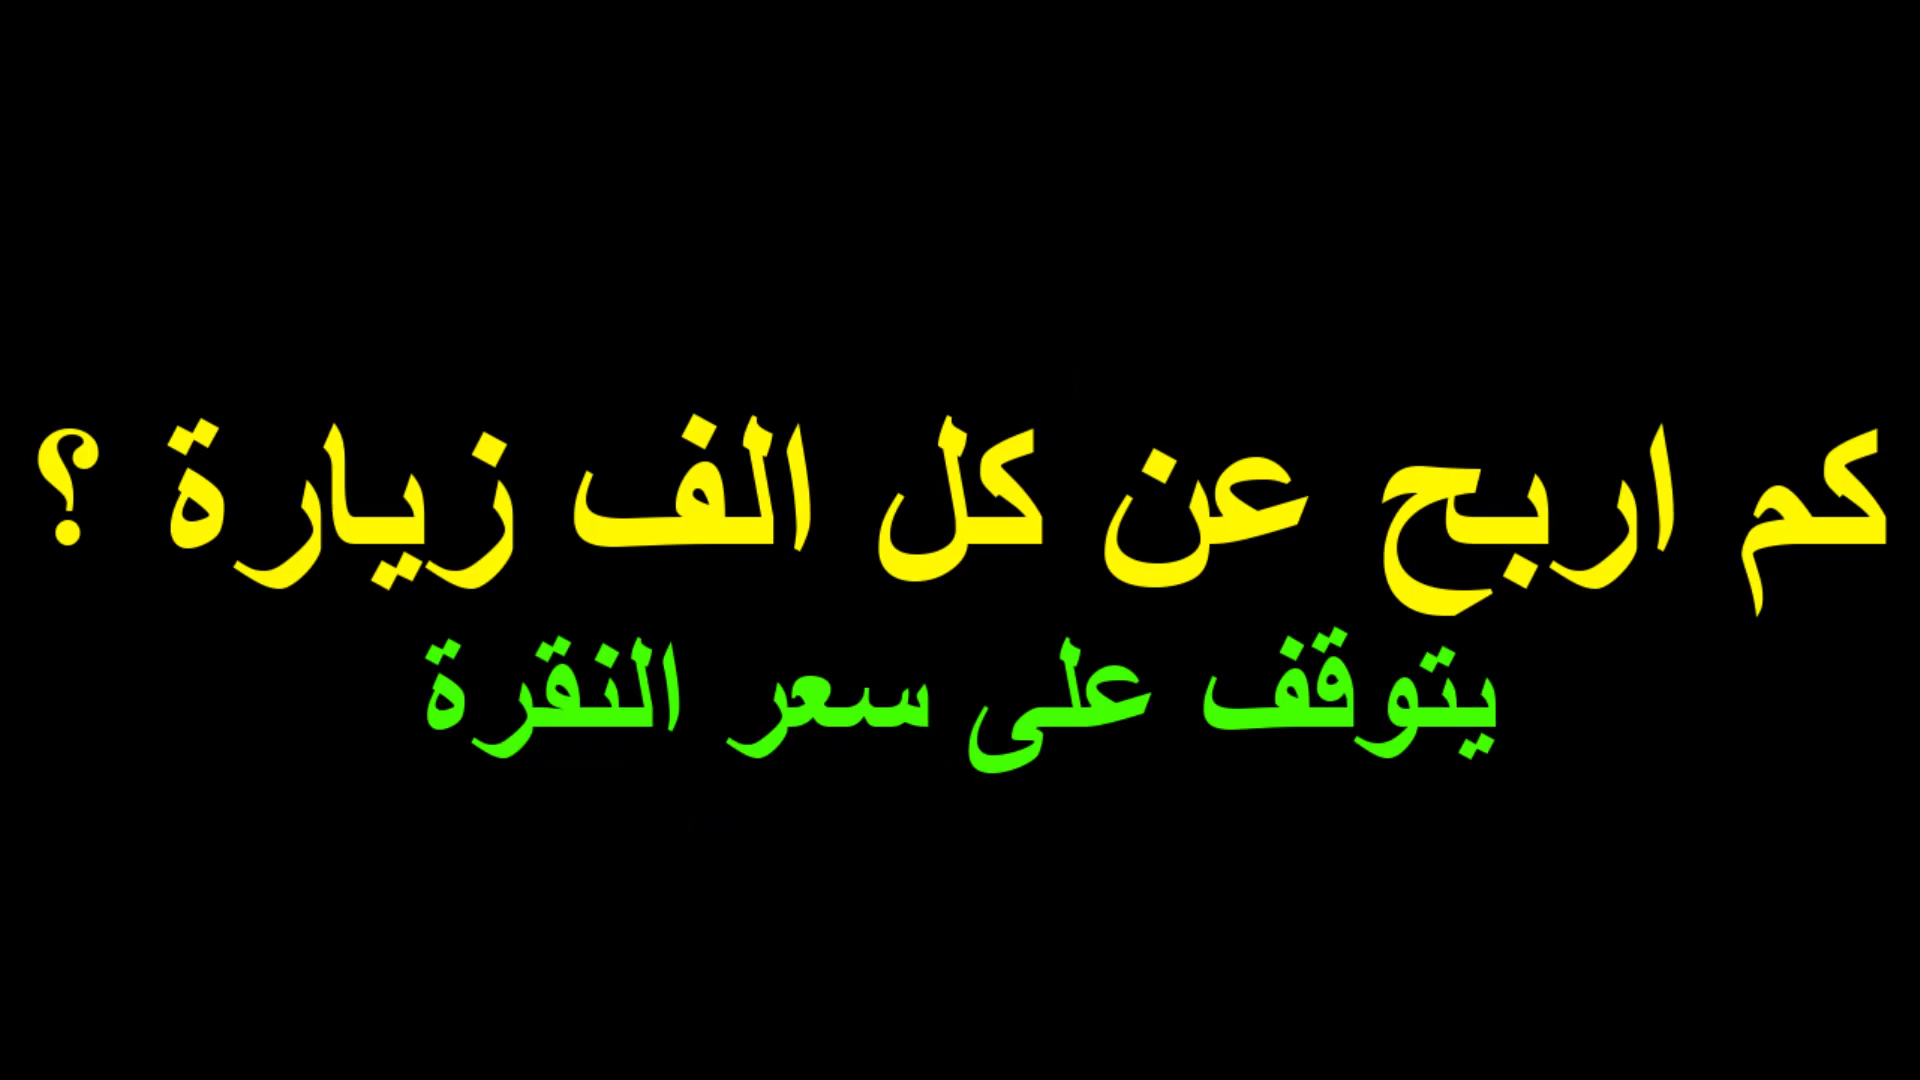 كم اربح عن كل الف زيارة ؟
يتوقف على سعر النقرة